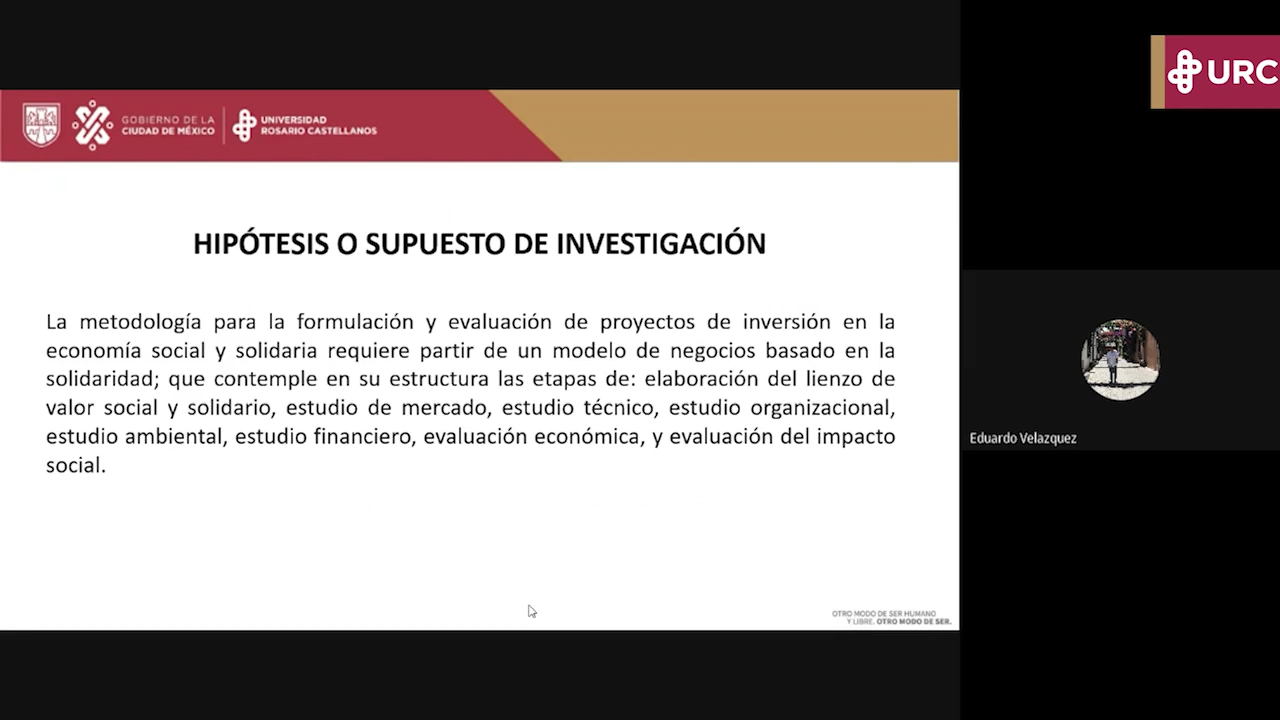 GOBIERNO DE LA
CIUDAD DE MÉXICO
UNIVERSIDAD
ROSARIO CASTELLANOS
URC
HIPÓTESIS O SUPUESTO DE INVESTIGACIÓN
La metodología para la formulación y evaluación de proyectos de inversión en la
economía social y solidaria requiere partir de un modelo de negocios basado en la
solidaridad; que contemple en su estructura las etapas de: elaboración del lienzo de
valor social y solidario, estudio de mercado, estudio técnico, estudio organizacional,
estudio ambiental, estudio financiero, evaluación económica, y evaluación del impacto
social.
Eduardo Velazquez
OTRO MODO DE SER HUMANO
Y LIBRE. OTRO MODO DE SER.